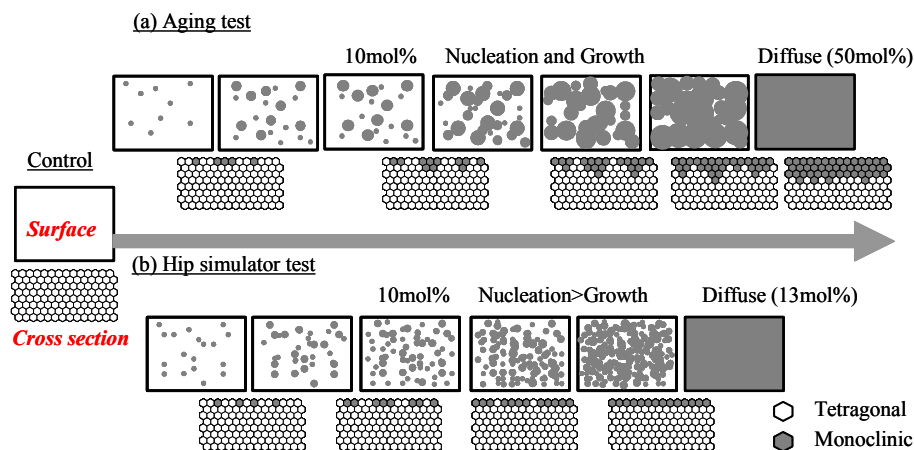 (a) Aging test
10mol%
Nucleation and Growth
Diffuse (50mol%)
Control
Surface
Cross section
(b) Hip simulator test
10mol%
Nucleation>Growth
Diffuse (13mol%)
Tetragonal
Monoclinic